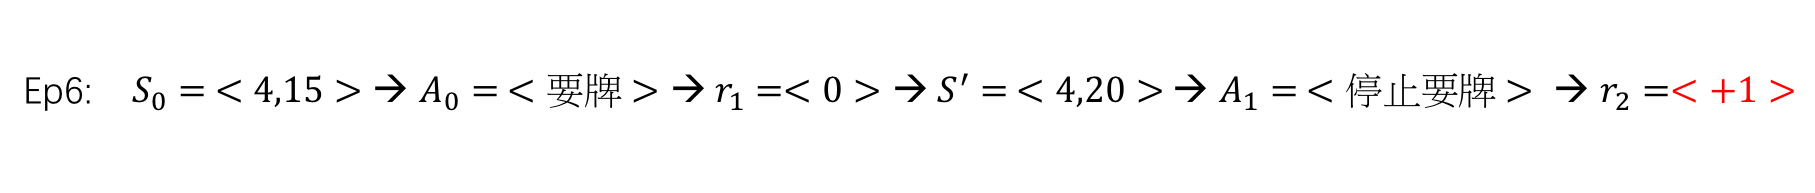 Ep6: S₀ = < 4,15 > → A₀ = < 要牌 > → r₁ =< 0 > → S′ = < 4,20 > → A₁ = < 停止要牌 > → r₂ =< +1 >